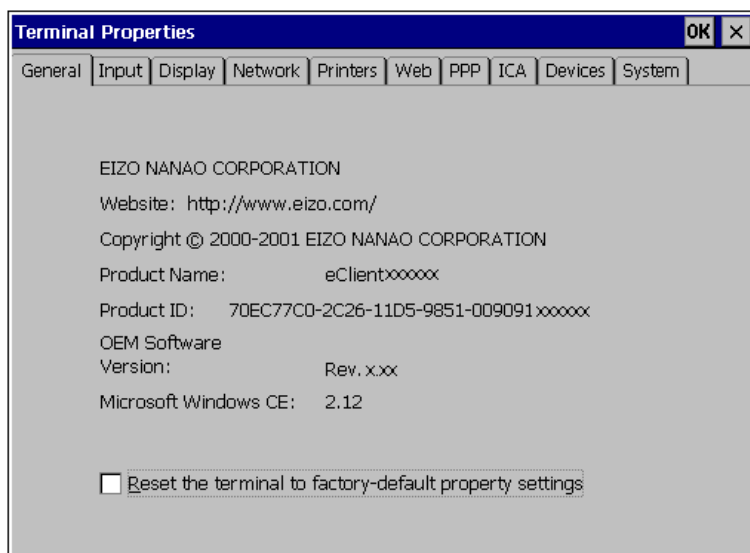 Terminal Properties OK ×
General Input Display Network Printers Web PPP ICA Devices System
EIZO NANAO CORPORATION
Website: http://www.eizo.com/
Copyright © 2000-2001 EIZO NANAO CORPORATION
Product Name: eClientxxxxxx
Product ID: 70EC77C0-2C26-11D5-9851-009091xxxxxx
OEM Software
Version: Rev. x.xx
Microsoft Windows CE: 2.12
Reset the terminal to factory-default property settings